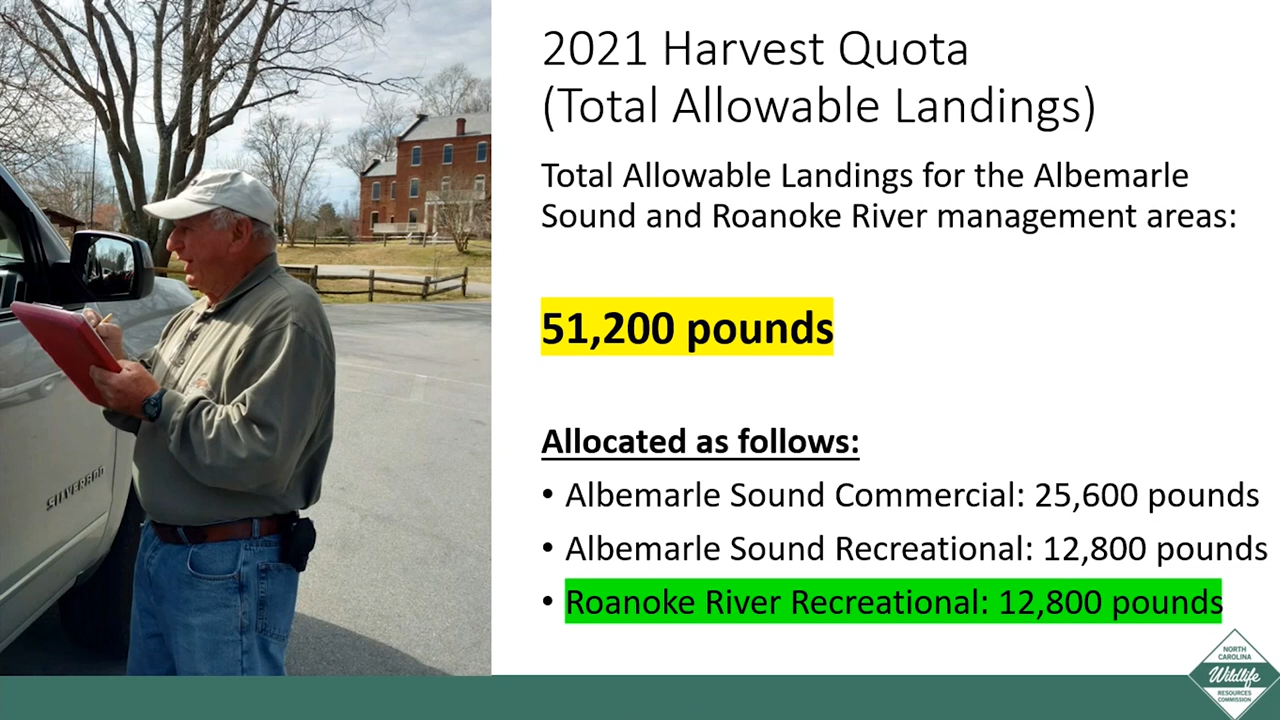 2021 Harvest Quota
(Total Allowable Landings)
Total Allowable Landings for the Albemarle
Sound and Roanoke River management areas:
51,200 pounds
Allocated as follows:
• Albemarle Sound Commercial: 25,600 pounds
• Albemarle Sound Recreational: 12,800 pounds
• Roanoke River Recreational: 12,800 pounds
SILVERADO
NORTH
CAROLINA
Wildlife
RESOURCES
COMMISSION